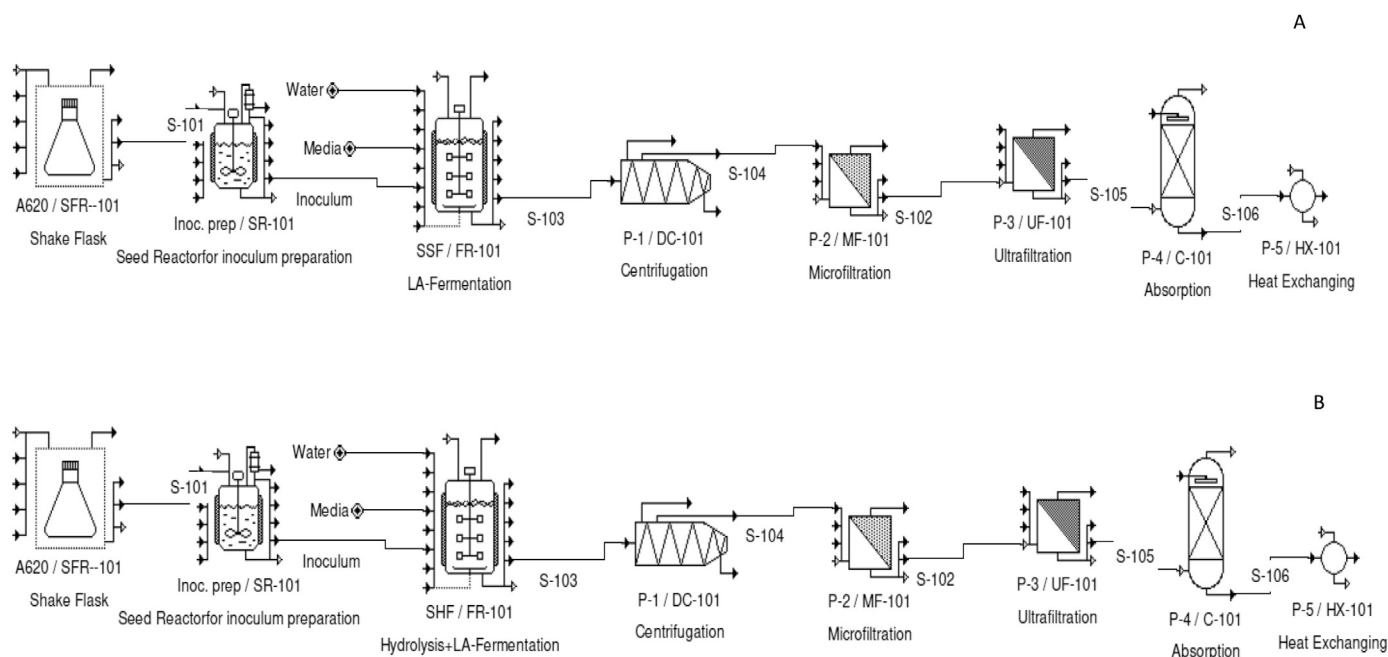 A
Water
Media
S-101
Inoculum
A620 / SFR--101
Shake Flask
Inoc. prep / SR-101
Seed Reactorfor inoculum preparation
SSF / FR-101
LA-Fermentation
S-103
S-104
P-1 / DC-101
Centrifugation
S-102
P-2 / MF-101
Microfiltration
P-3 / UF-101
Ultrafiltration
S-105
S-106
P-4 / C-101
Absorption
P-5 / HX-101
Heat Exchanging
B
Water
Media
S-101
Inoculum
A620 / SFR--101
Shake Flask
Inoc. prep / SR-101
Seed Reactorfor inoculum preparation
SHF / FR-101
Hydrolysis+LA-Fermentation
S-103
S-104
P-1 / DC-101
Centrifugation
S-102
P-2 / MF-101
Microfiltration
P-3 / UF-101
Ultrafiltration
S-105
S-106
P-4 / C-101
Absorption
P-5 / HX-101
Heat Exchanging